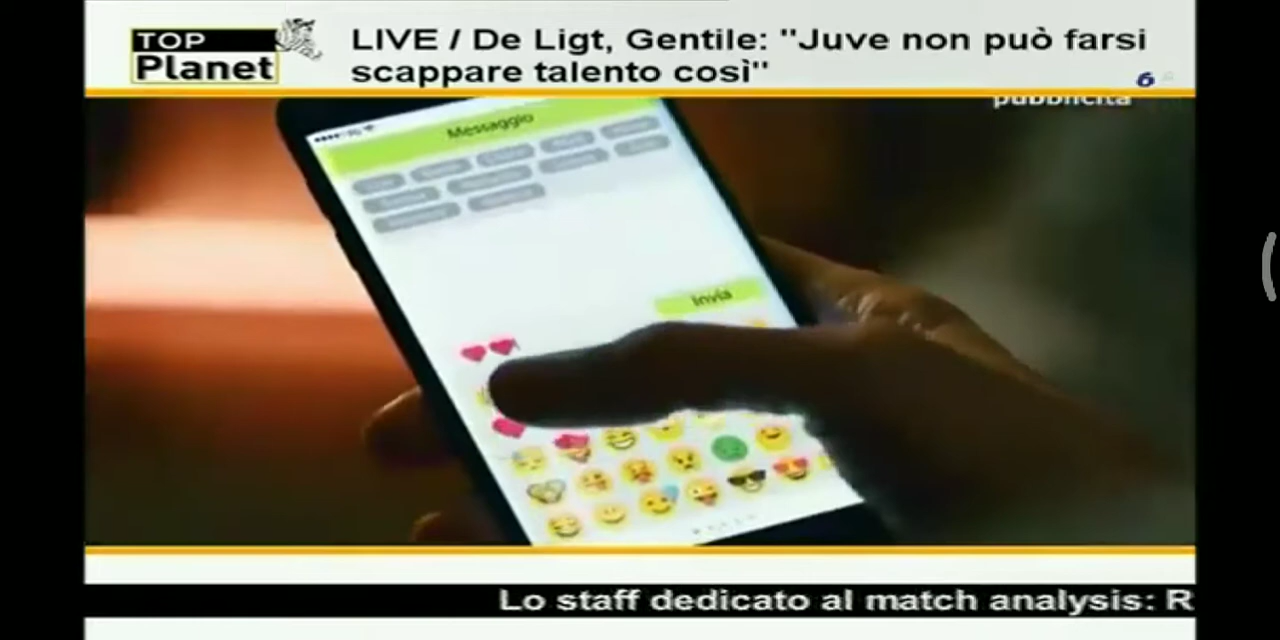 TOP
Planet
LIVE / De Ligt, Gentile: "Juve non può farsi
scappare talento così"
6
pubblicità
Messaggio
Invia
Lo staff dedicato al match analysis: R